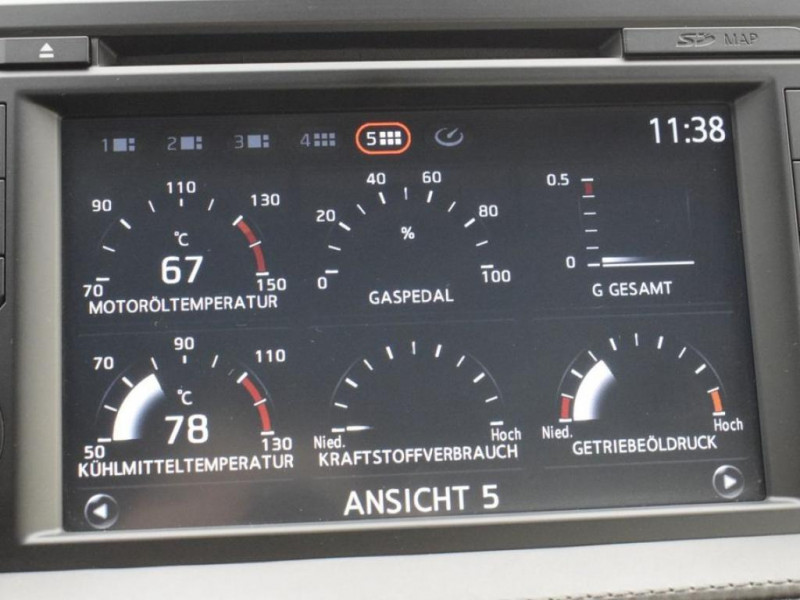 SD MAP
1 2 3 4 5 11:38
90 110 130
°C
67
70 150
MOTORÖLTEMPERATUR
20 40 60 80
%
0 100
GASPEDAL
0.5
0
G GESAMT
70 90 110
°C
78
50 130
KÜHLMITTELTEMPERATUR
Nied. Hoch
KRAFTSTOFFVERBRAUCH
Nied. Hoch
GETRIEBEÖLDRUCK
ANSICHT 5